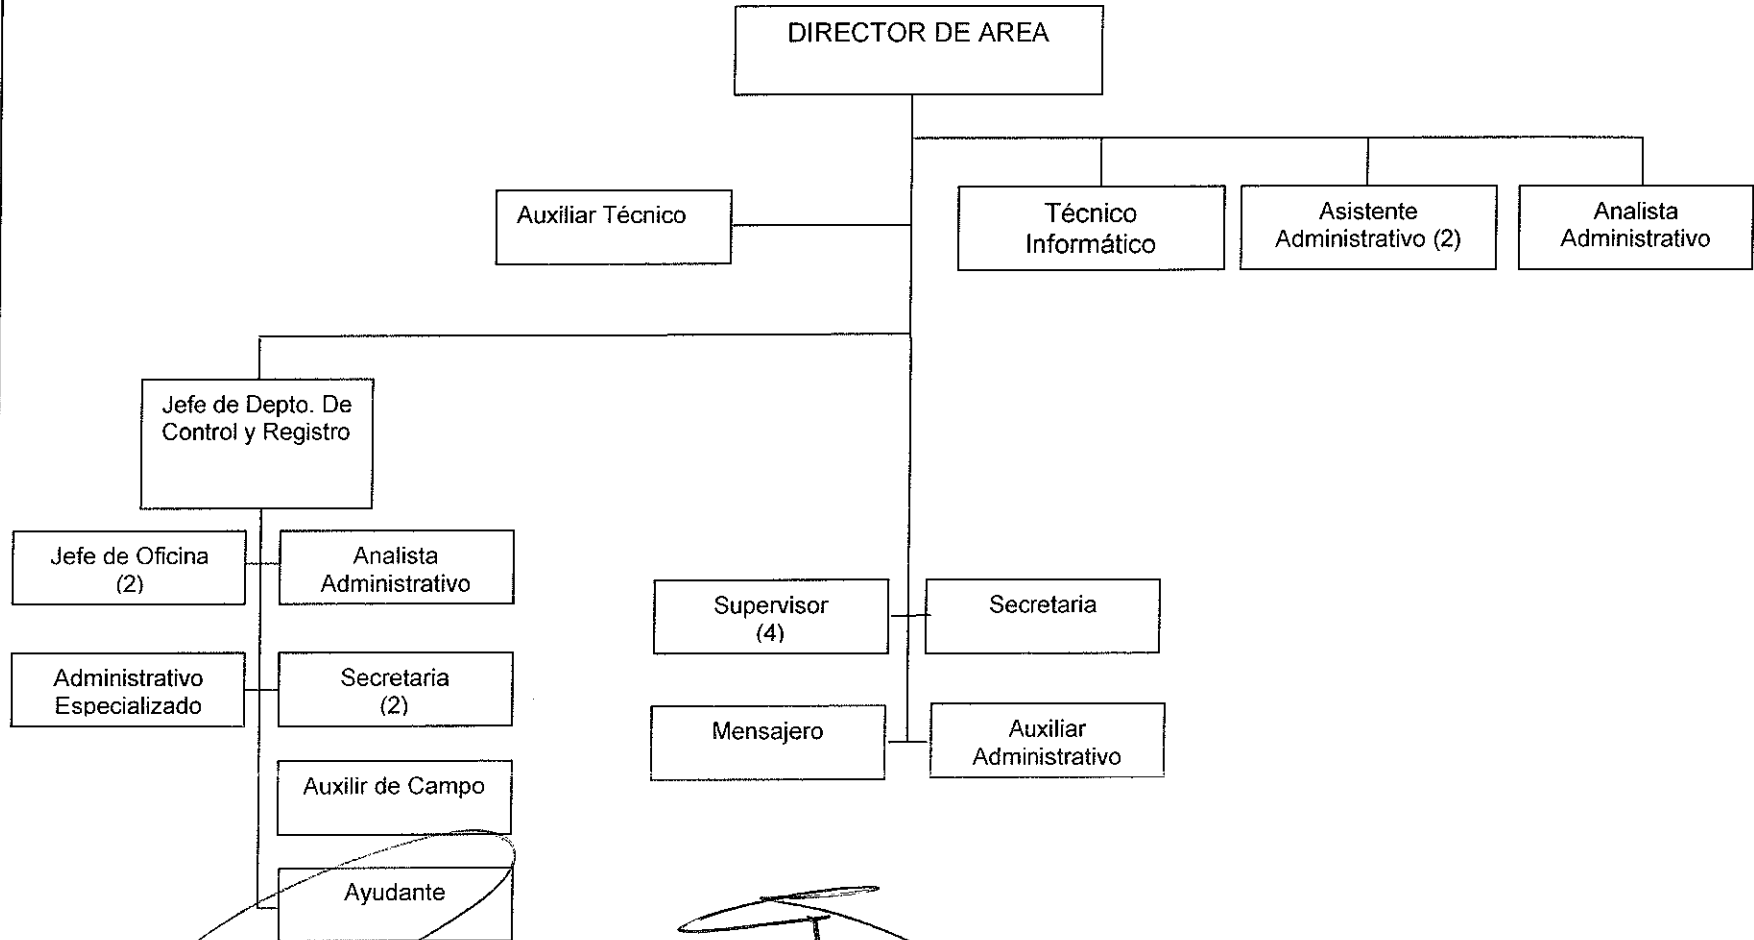 DIRECTOR DE AREA
Auxiliar Técnico
Técnico
Informático
Asistente
Administrativo (2)
Analista
Administrativo
Jefe de Depto. De
Control y Registro
Jefe de Oficina
(2)
Analista
Administrativo
Administrativo
Especializado
Secretaria
(2)
Auxilir de Campo
Ayudante
Supervisor
(4)
Secretaria
Mensajero
Auxiliar
Administrativo